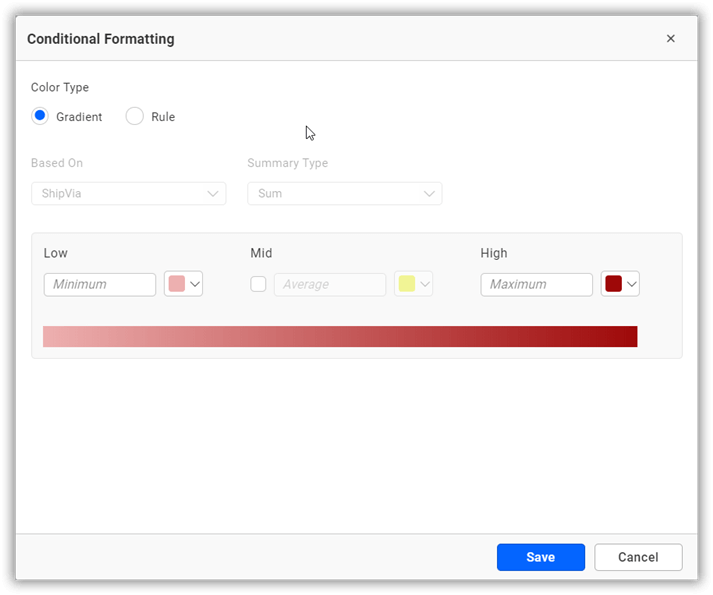 Conditional Formatting
Color Type
Gradient Rule
Based On Summary Type
ShipVia Sum
Low Mid High
Minimum Average Maximum
Save Cancel